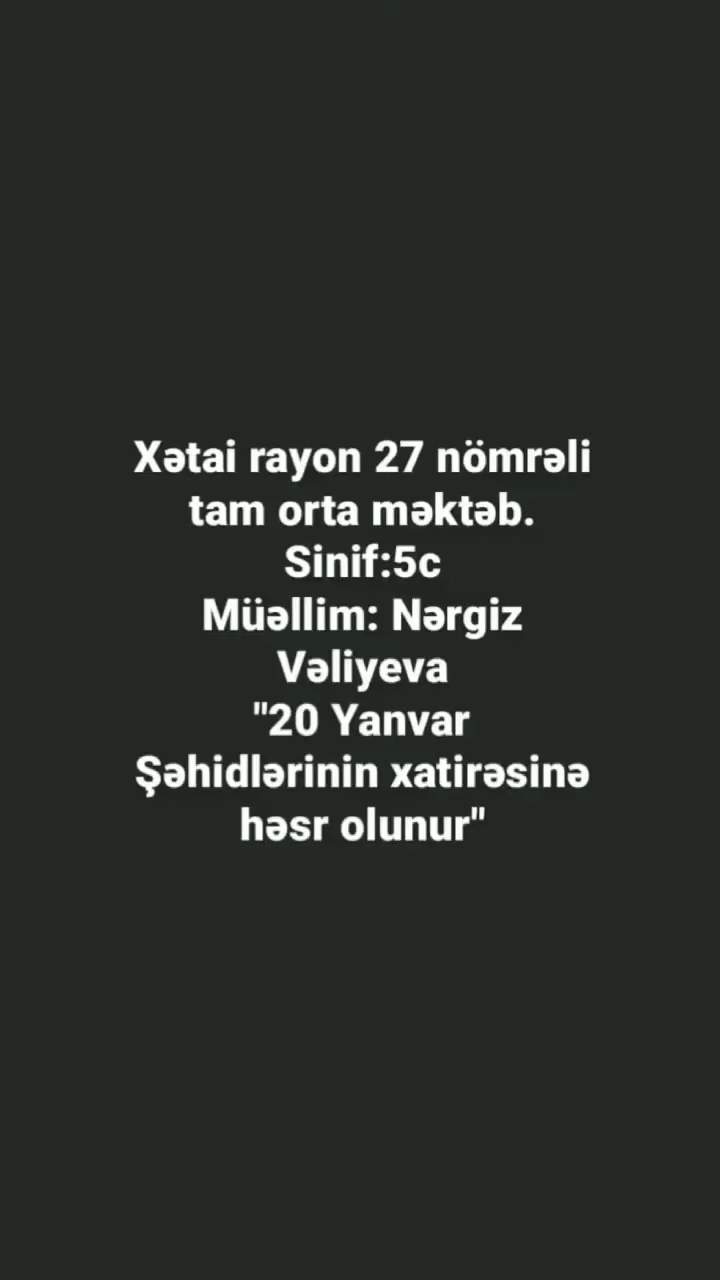 Xətai rayon 27 nömrəli
tam orta məktəb.
Sinif:5c
Müəllim: Nərgiz
Vəliyeva
"20 Yanvar
Şəhidlərinin xatirəsinə
həsr olunur"